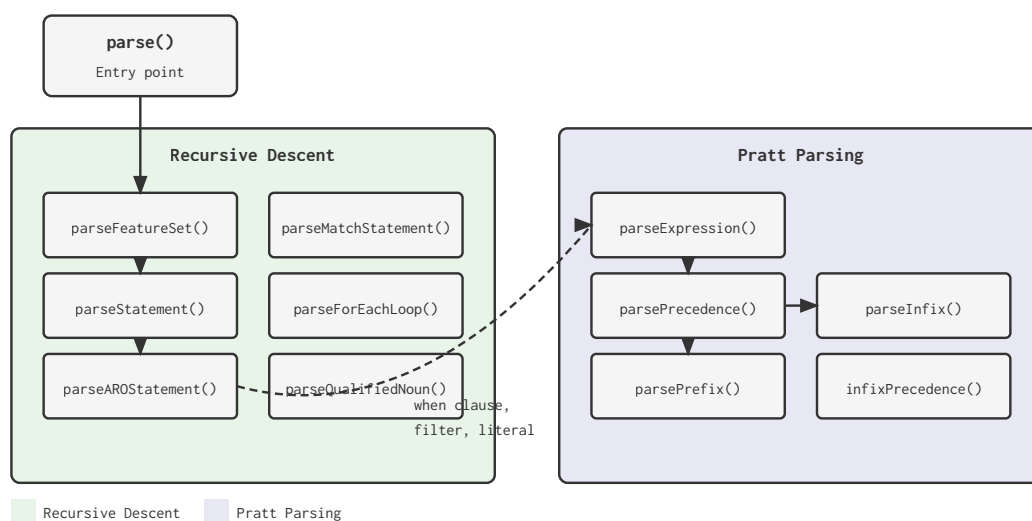 parse()
Entry point
Recursive Descent
parseFeatureSet()
parseMatchStatement()
parseStatement()
parseForEachLoop()
parseAROStatement()
parseQualifiedNoun()
when clause,
filter, literal
Pratt Parsing
parseExpression()
parsePrecedence()
parseInfix()
parsePrefix()
infixPrecedence()
Recursive Descent
Pratt Parsing